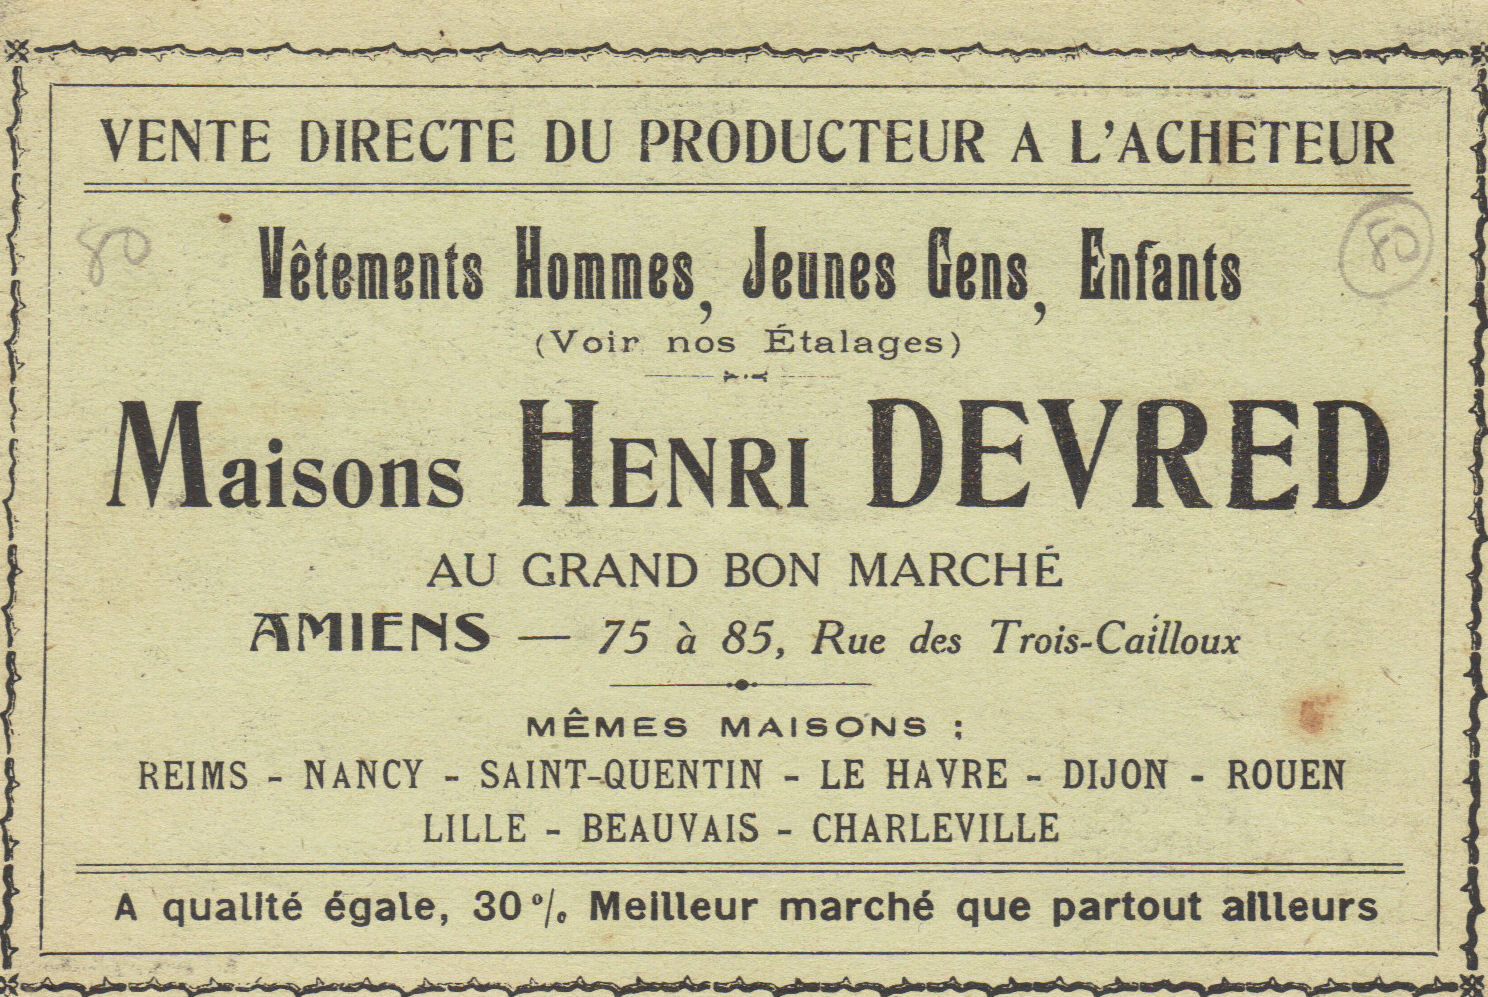 VENTE DIRECTE DU PRODUCTEUR A L'ACHETEUR
80
80
Vêtements Hommes, Jeunes Gens, Enfants
(Voir nos Étalages)
Maisons HENRI DEVRED
AU GRAND BON MARCHÉ
AMIENS — 75 à 85, Rue des Trois-Cailloux
MÊMES MAISONS ;
REIMS - NANCY - SAINT-QUENTIN - LE HAVRE - DIJON - ROUEN
LILLE - BEAUVAIS - CHARLEVILLE
A qualité égale, 30 % Meilleur marché que partout ailleurs